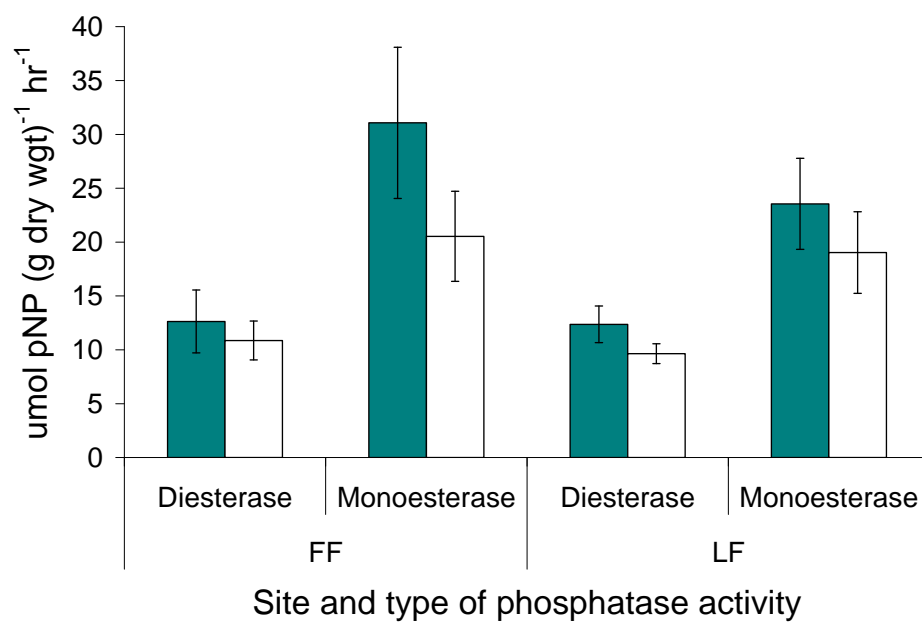 umol pNP (g dry wgt)⁻¹ hr⁻¹
40
35
30
25
20
15
10
5
0
Diesterase Monoesterase Diesterase Monoesterase
FF LF
Site and type of phosphatase activity